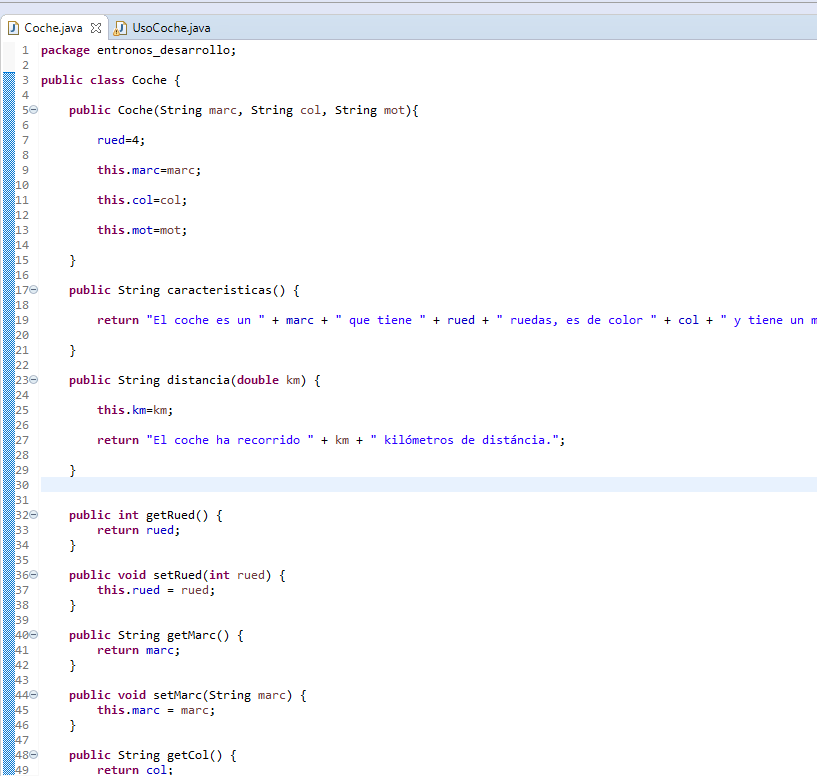 Coche.java UsoCoche.java
1 package entronos_desarrollo;
2
3 public class Coche {
4
5 public Coche(String marc, String col, String mot){
6
7 rued=4;
8
9 this.marc=marc;
10
11 this.col=col;
12
13 this.mot=mot;
14
15 }
16
17 public String caracteristicas() {
18
19 return "El coche es un " + marc + " que tiene " + rued + " ruedas, es de color " + col + " y tiene un m
20
21 }
22
23 public String distancia(double km) {
24
25 this.km=km;
26
27 return "El coche ha recorrido " + km + " kilómetros de distáncia.";
28
29 }
30
31
32 public int getRued() {
33 return rued;
34 }
35
36 public void setRued(int rued) {
37 this.rued = rued;
38 }
39
40 public String getMarc() {
41 return marc;
42 }
43
44 public void setMarc(String marc) {
45 this.marc = marc;
46 }
47
48 public String getCol() {
49 return col;